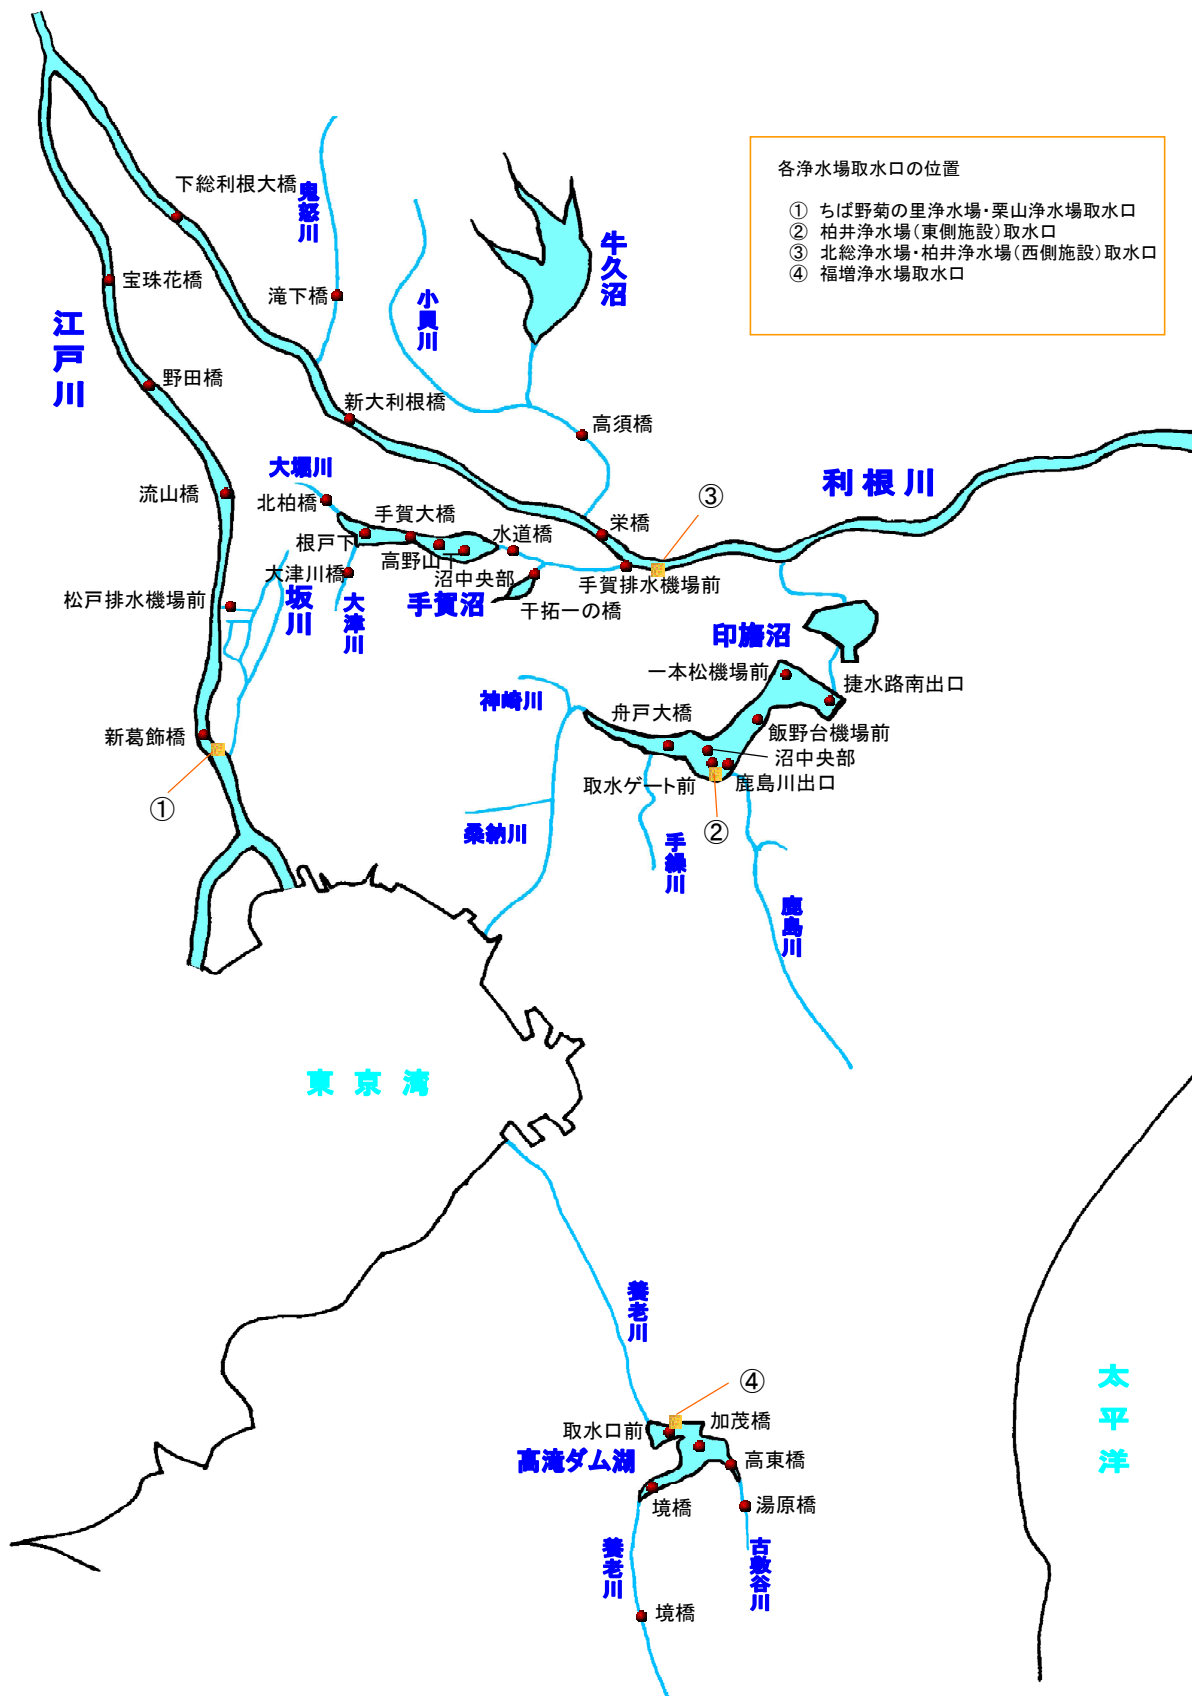 各浄水場取水口の位置
① ちば野菊の里浄水場・栗山浄水場取水口
② 柏井浄水場(東側施設)取水口
③ 北総浄水場・柏井浄水場(西側施設)取水口
④ 福増浄水場取水口
下総利根大橋
鬼怒川
牛久沼
宝珠花橋
滝下橋
小貝川
江戸川
野田橋
新大利根橋
高須橋
大堀川
利根川
流山橋
北柏橋
③
手賀大橋
栄橋
水道橋
根戸下
高野山下
大津川橋
沼中央部
手賀排水機場前
松戸排水機場前
坂川
大津川
手賀沼
干拓一の橋
印旛沼
一本松機場前
捷水路南出口
神崎川
舟戸大橋
新葛飾橋
飯野台機場前
沼中央部
取水ゲート前
鹿島川出口
①
桑納川
②
手繰川
鹿島川
東京湾
養老川
④
太平洋
取水口前
加茂橋
高滝ダム湖
高東橋
境橋
湯原橋
養老川
古敷谷川
境橋